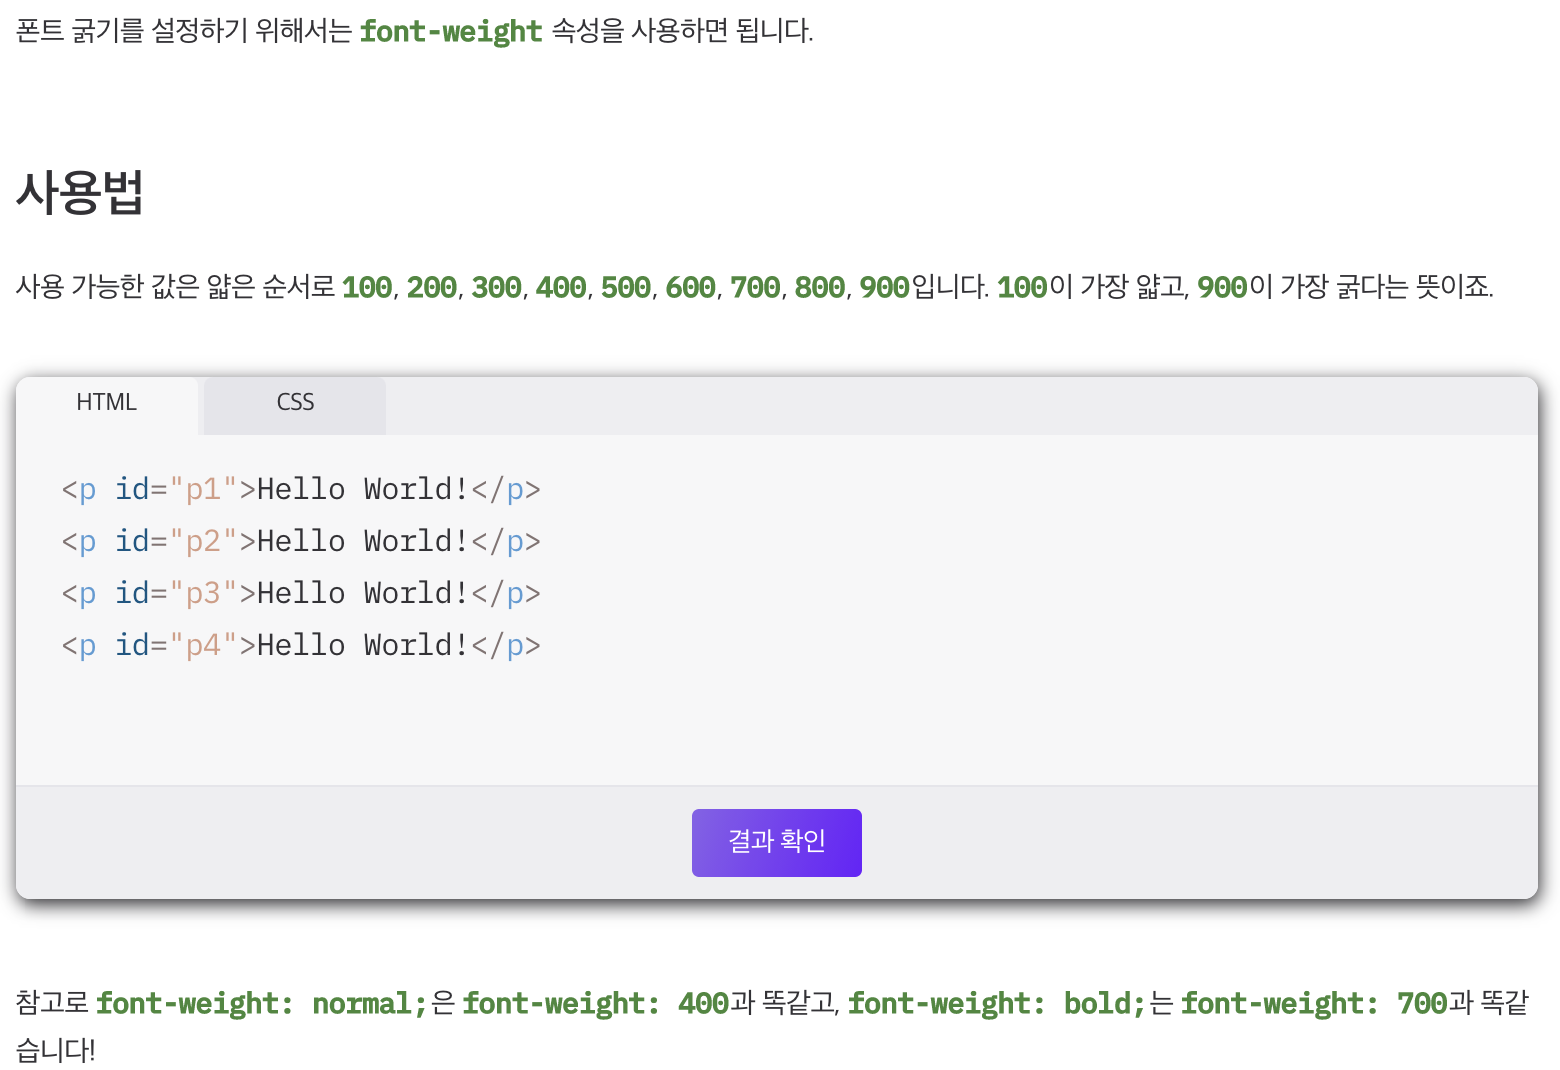 폰트 굵기를 설정하기 위해서는 font-weight 속성을 사용하면 됩니다.
사용법
사용 가능한 값은 얇은 순서로 100, 200, 300, 400, 500, 600, 700, 800, 900입니다. 100이 가장 얇고, 900이 가장 굵다는 뜻이죠.
HTML CSS
<p id="p1">Hello World!</p>
<p id="p2">Hello World!</p>
<p id="p3">Hello World!</p>
<p id="p4">Hello World!</p>
결과 확인
참고로 font-weight: normal;은 font-weight: 400과 똑같고, font-weight: bold;는 font-weight: 700과 똑같
습니다!